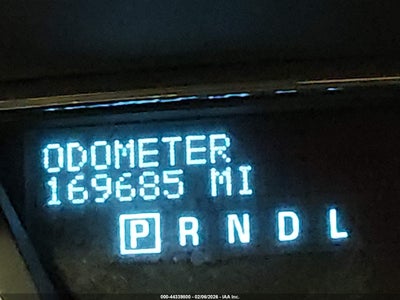 ODOMETER
169685 MI
P R N D L
000-44339800 - 02/06/2026 - IAA Inc.